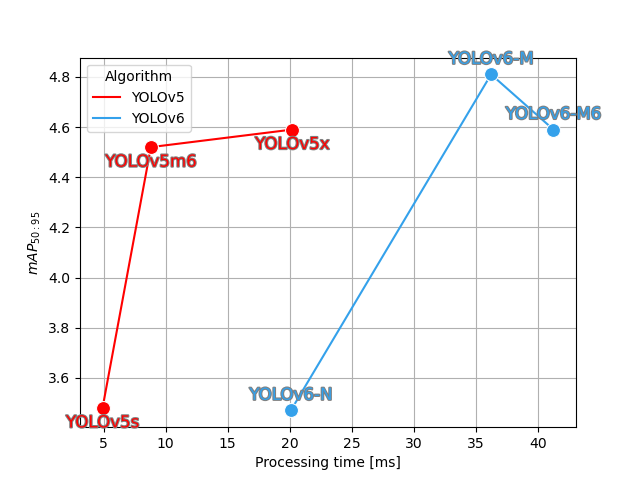 YOLOv6-M
Algorithm
YOLOv5
YOLOv6
4.8
4.6
4.4
4.2
4.0
3.8
3.6
YOLOv6-M6
YOLOv5x
YOLOv5m6
YOLOv6-N
YOLOv5s
mAP50:95
5 10 15 20 25 30 35 40
Processing time [ms]